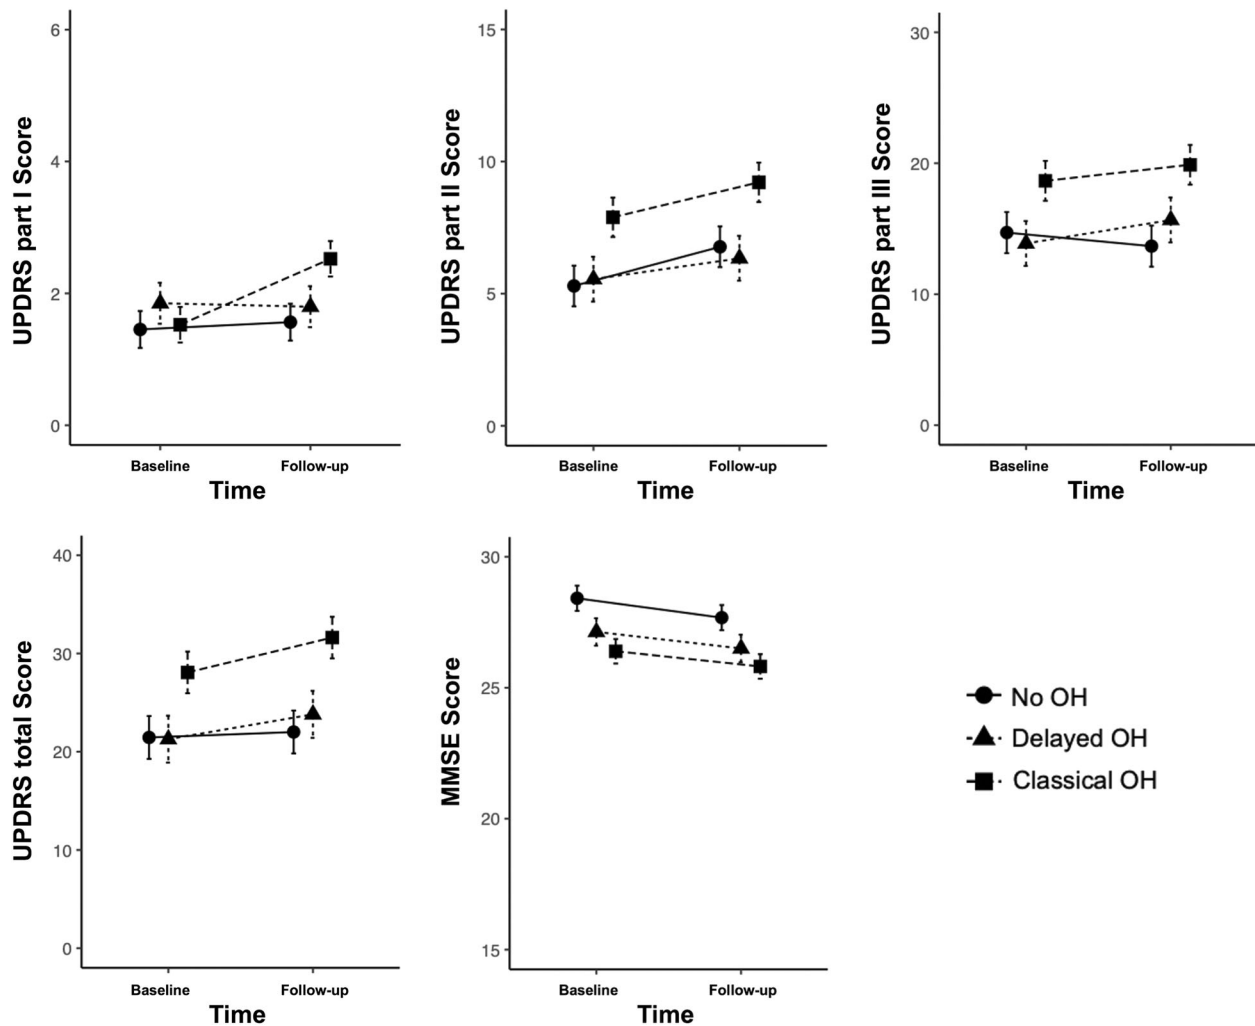 UPDRS part I Score
6
4
2
0
Baseline
Follow-up
Time
UPDRS part II Score
15
10
5
0
Baseline
Follow-up
Time
UPDRS part III Score
30
20
10
0
Baseline
Follow-up
Time
UPDRS total Score
40
30
20
10
0
Baseline
Follow-up
Time
MMSE Score
30
25
20
15
Baseline
Follow-up
Time
No OH
Delayed OH
Classical OH